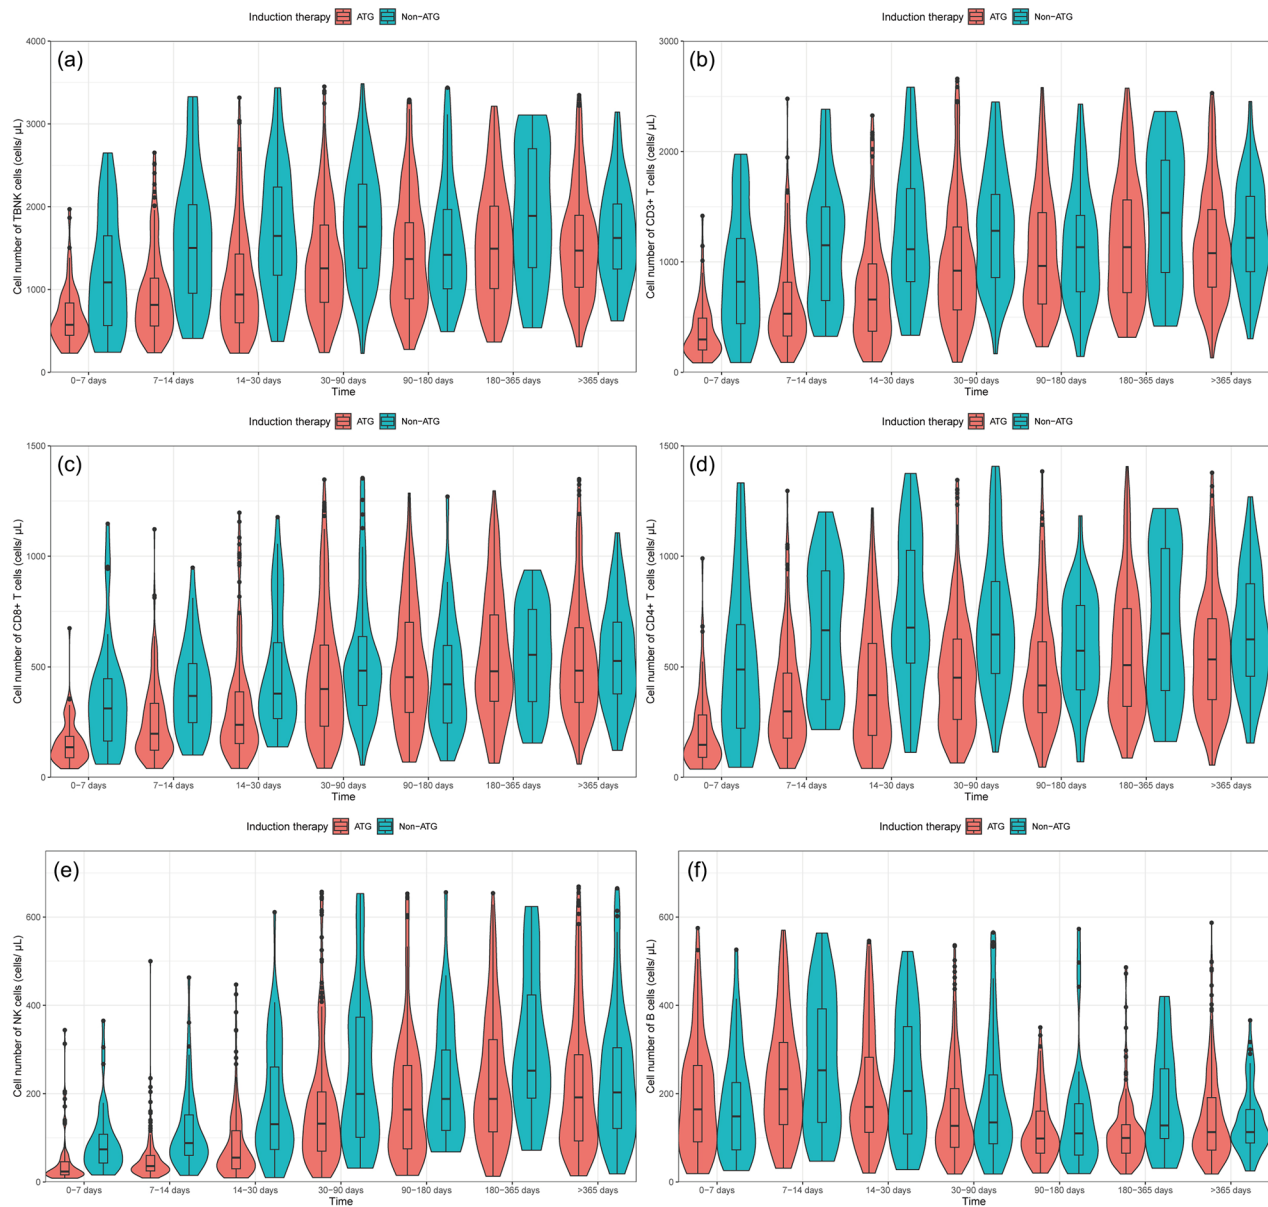 Induction therapy ATG Non−ATG
(a)
Cell number of TBNK cells (cells/ μL)
4000
3000
2000
1000
0
0−7 days 7−14 days 14−30 days 30−90 days 90−180 days 180−365 days >365 days
Time
Induction therapy ATG Non−ATG
(b)
Cell number of CD3+ T cells (cells/ μL)
3000
2000
1000
0
0−7 days 7−14 days 14−30 days 30−90 days 90−180 days 180−365 days >365 days
Time
Induction therapy ATG Non−ATG
(c)
Cell number of CD8+ T cells (cells/ μL)
1500
1000
500
0
0−7 days 7−14 days 14−30 days 30−90 days 90−180 days 180−365 days >365 days
Time
Induction therapy ATG Non−ATG
(d)
Cell number of CD4+ T cells (cells/ μL)
1500
1000
500
0
0−7 days 7−14 days 14−30 days 30−90 days 90−180 days 180−365 days >365 days
Time
Induction therapy ATG Non−ATG
(e)
Cell number of NK cells (cells/ μL)
600
400
200
0
0−7 days 7−14 days 14−30 days 30−90 days 90−180 days 180−365 days >365 days
Time
Induction therapy ATG Non−ATG
(f)
Cell number of B cells (cells/ μL)
600
400
200
0
0−7 days 7−14 days 14−30 days 30−90 days 90−180 days 180−365 days >365 days
Time